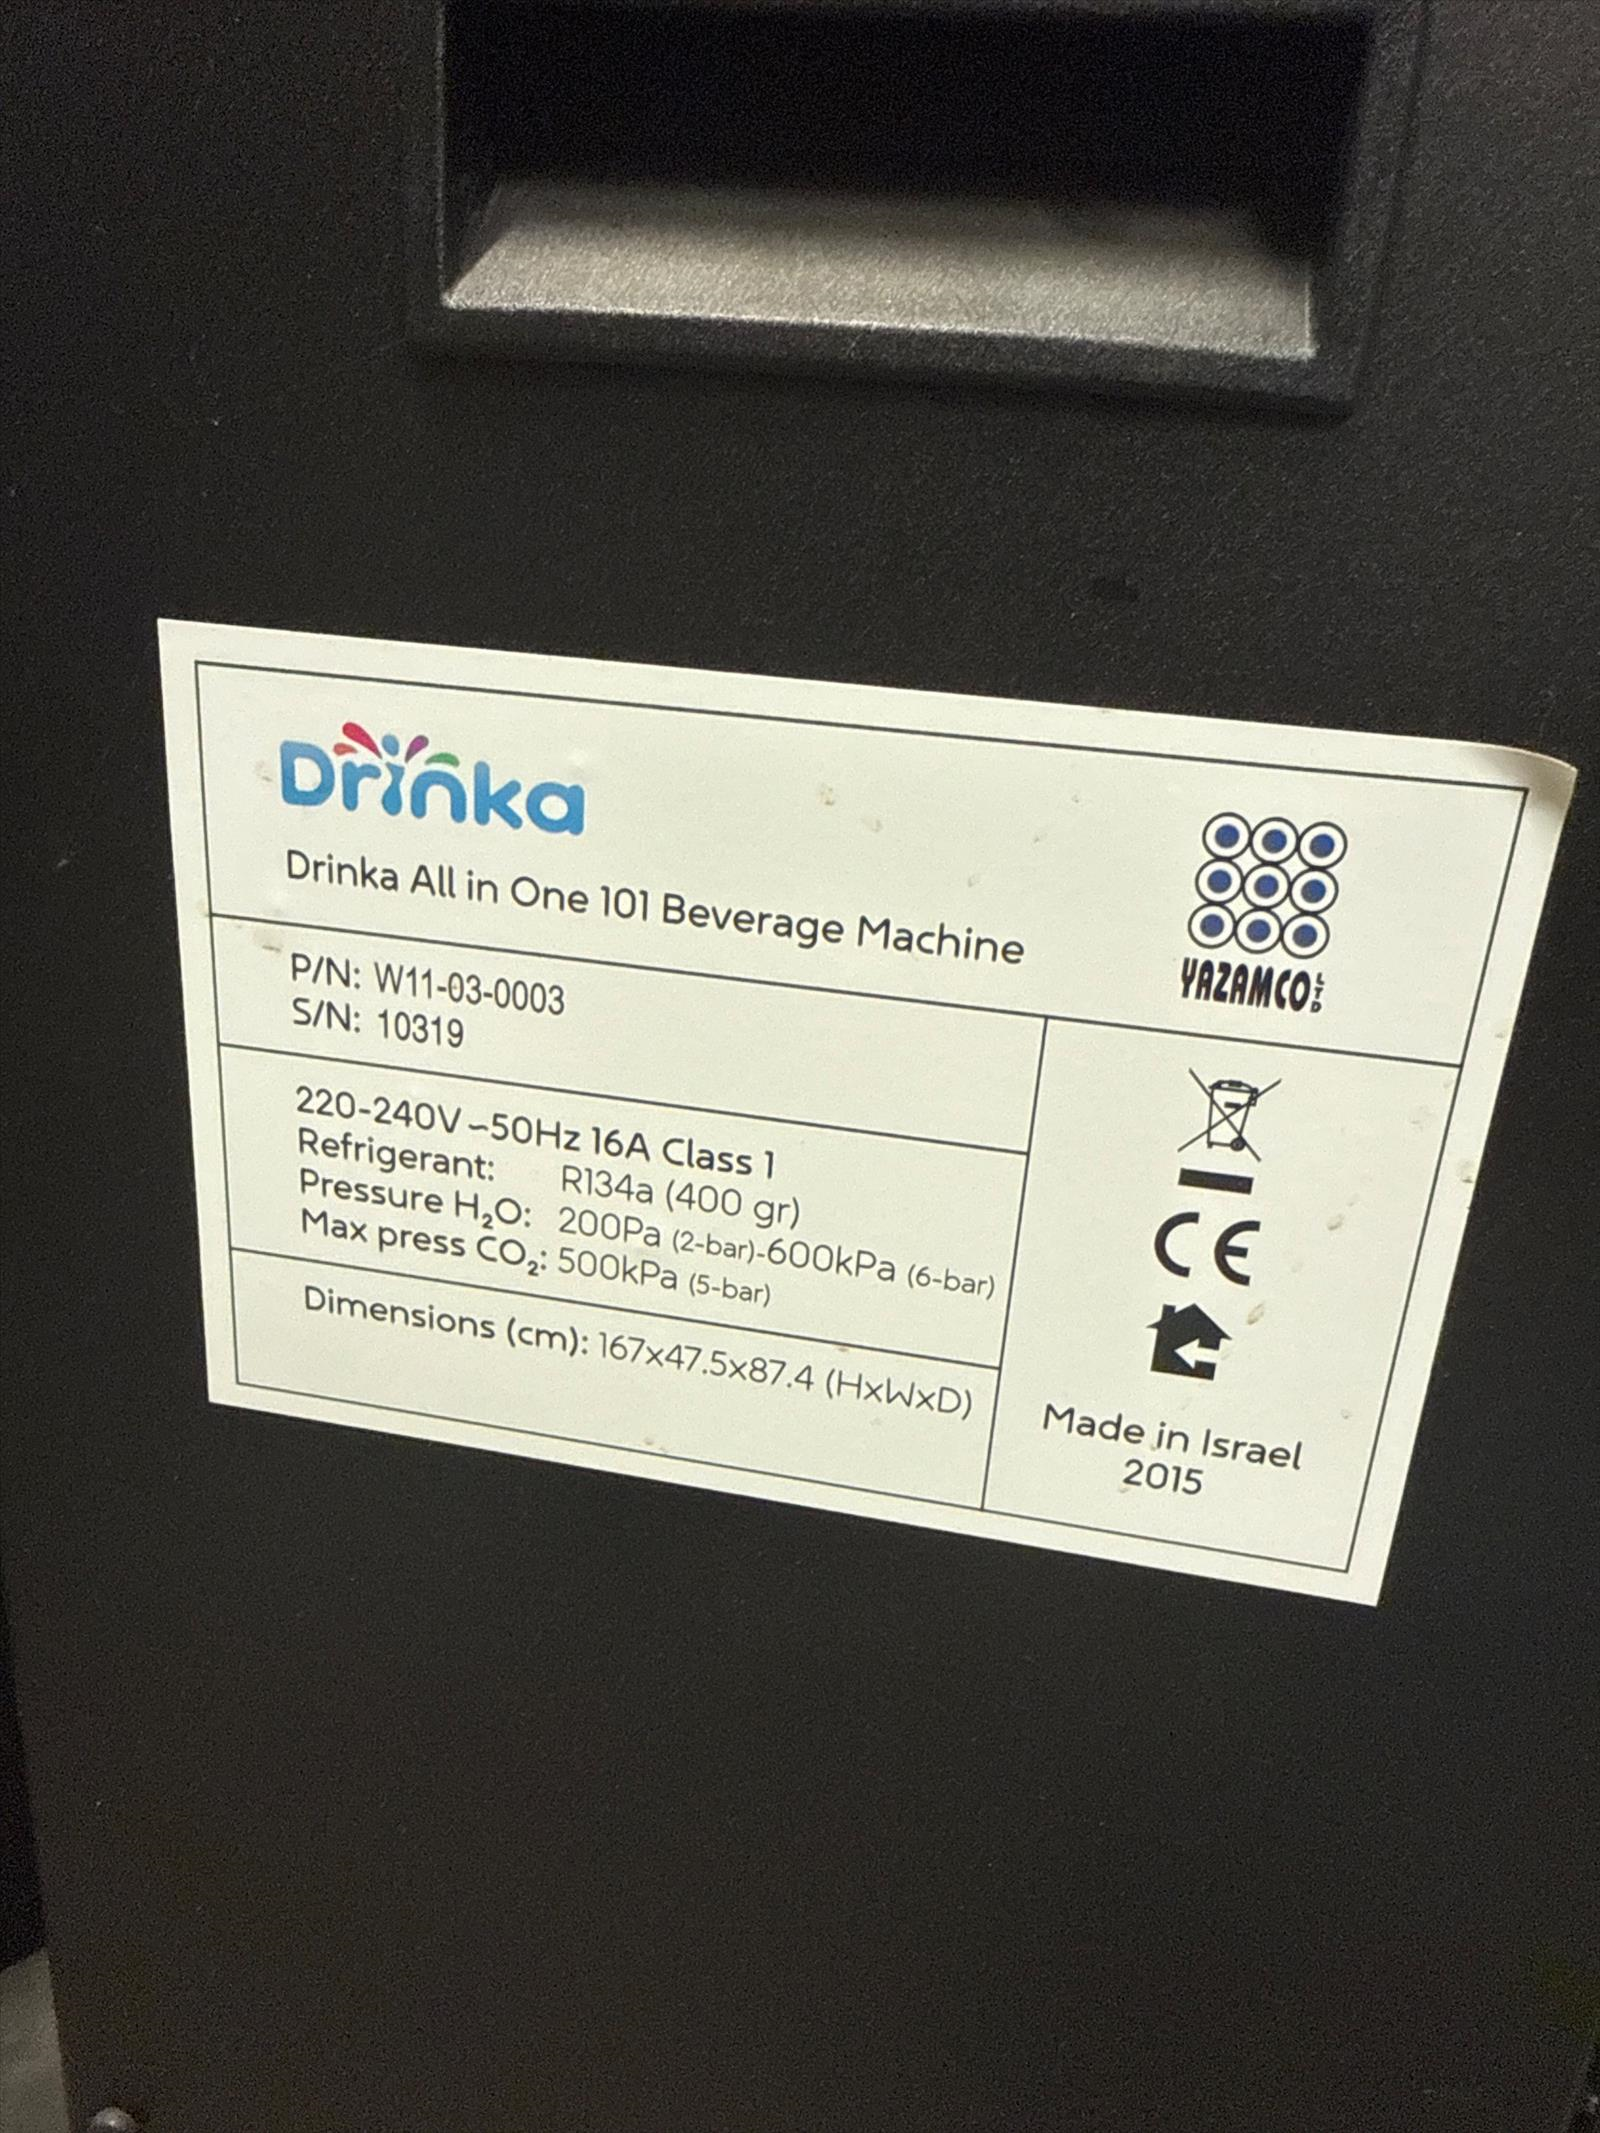 Drinka
Drinka All in One 101 Beverage Machine
YAZAMCO LTD
P/N: W11-03-0003
S/N: 10319
220-240V~50Hz 16A Class 1
Refrigerant: R134a (400 gr)
Pressure H₂O: 200Pa (2-bar)-600kPa (6-bar)
Max press CO₂: 500kPa (5-bar)
Dimensions (cm): 167x47.5x87.4 (HxWxD)
CE
Made in Israel
2015